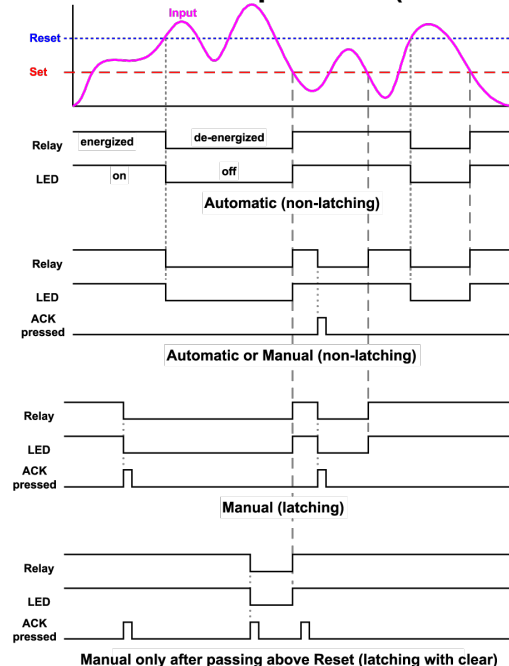 Input
Reset
Set
energized
de-energized
Relay
on
off
LED
Automatic (non-latching)
Relay
LED
ACK
pressed
Automatic or Manual (non-latching)
Relay
LED
ACK
pressed
Manual (latching)
Relay
LED
ACK
pressed
Manual only after passing above Reset (latching with clear)